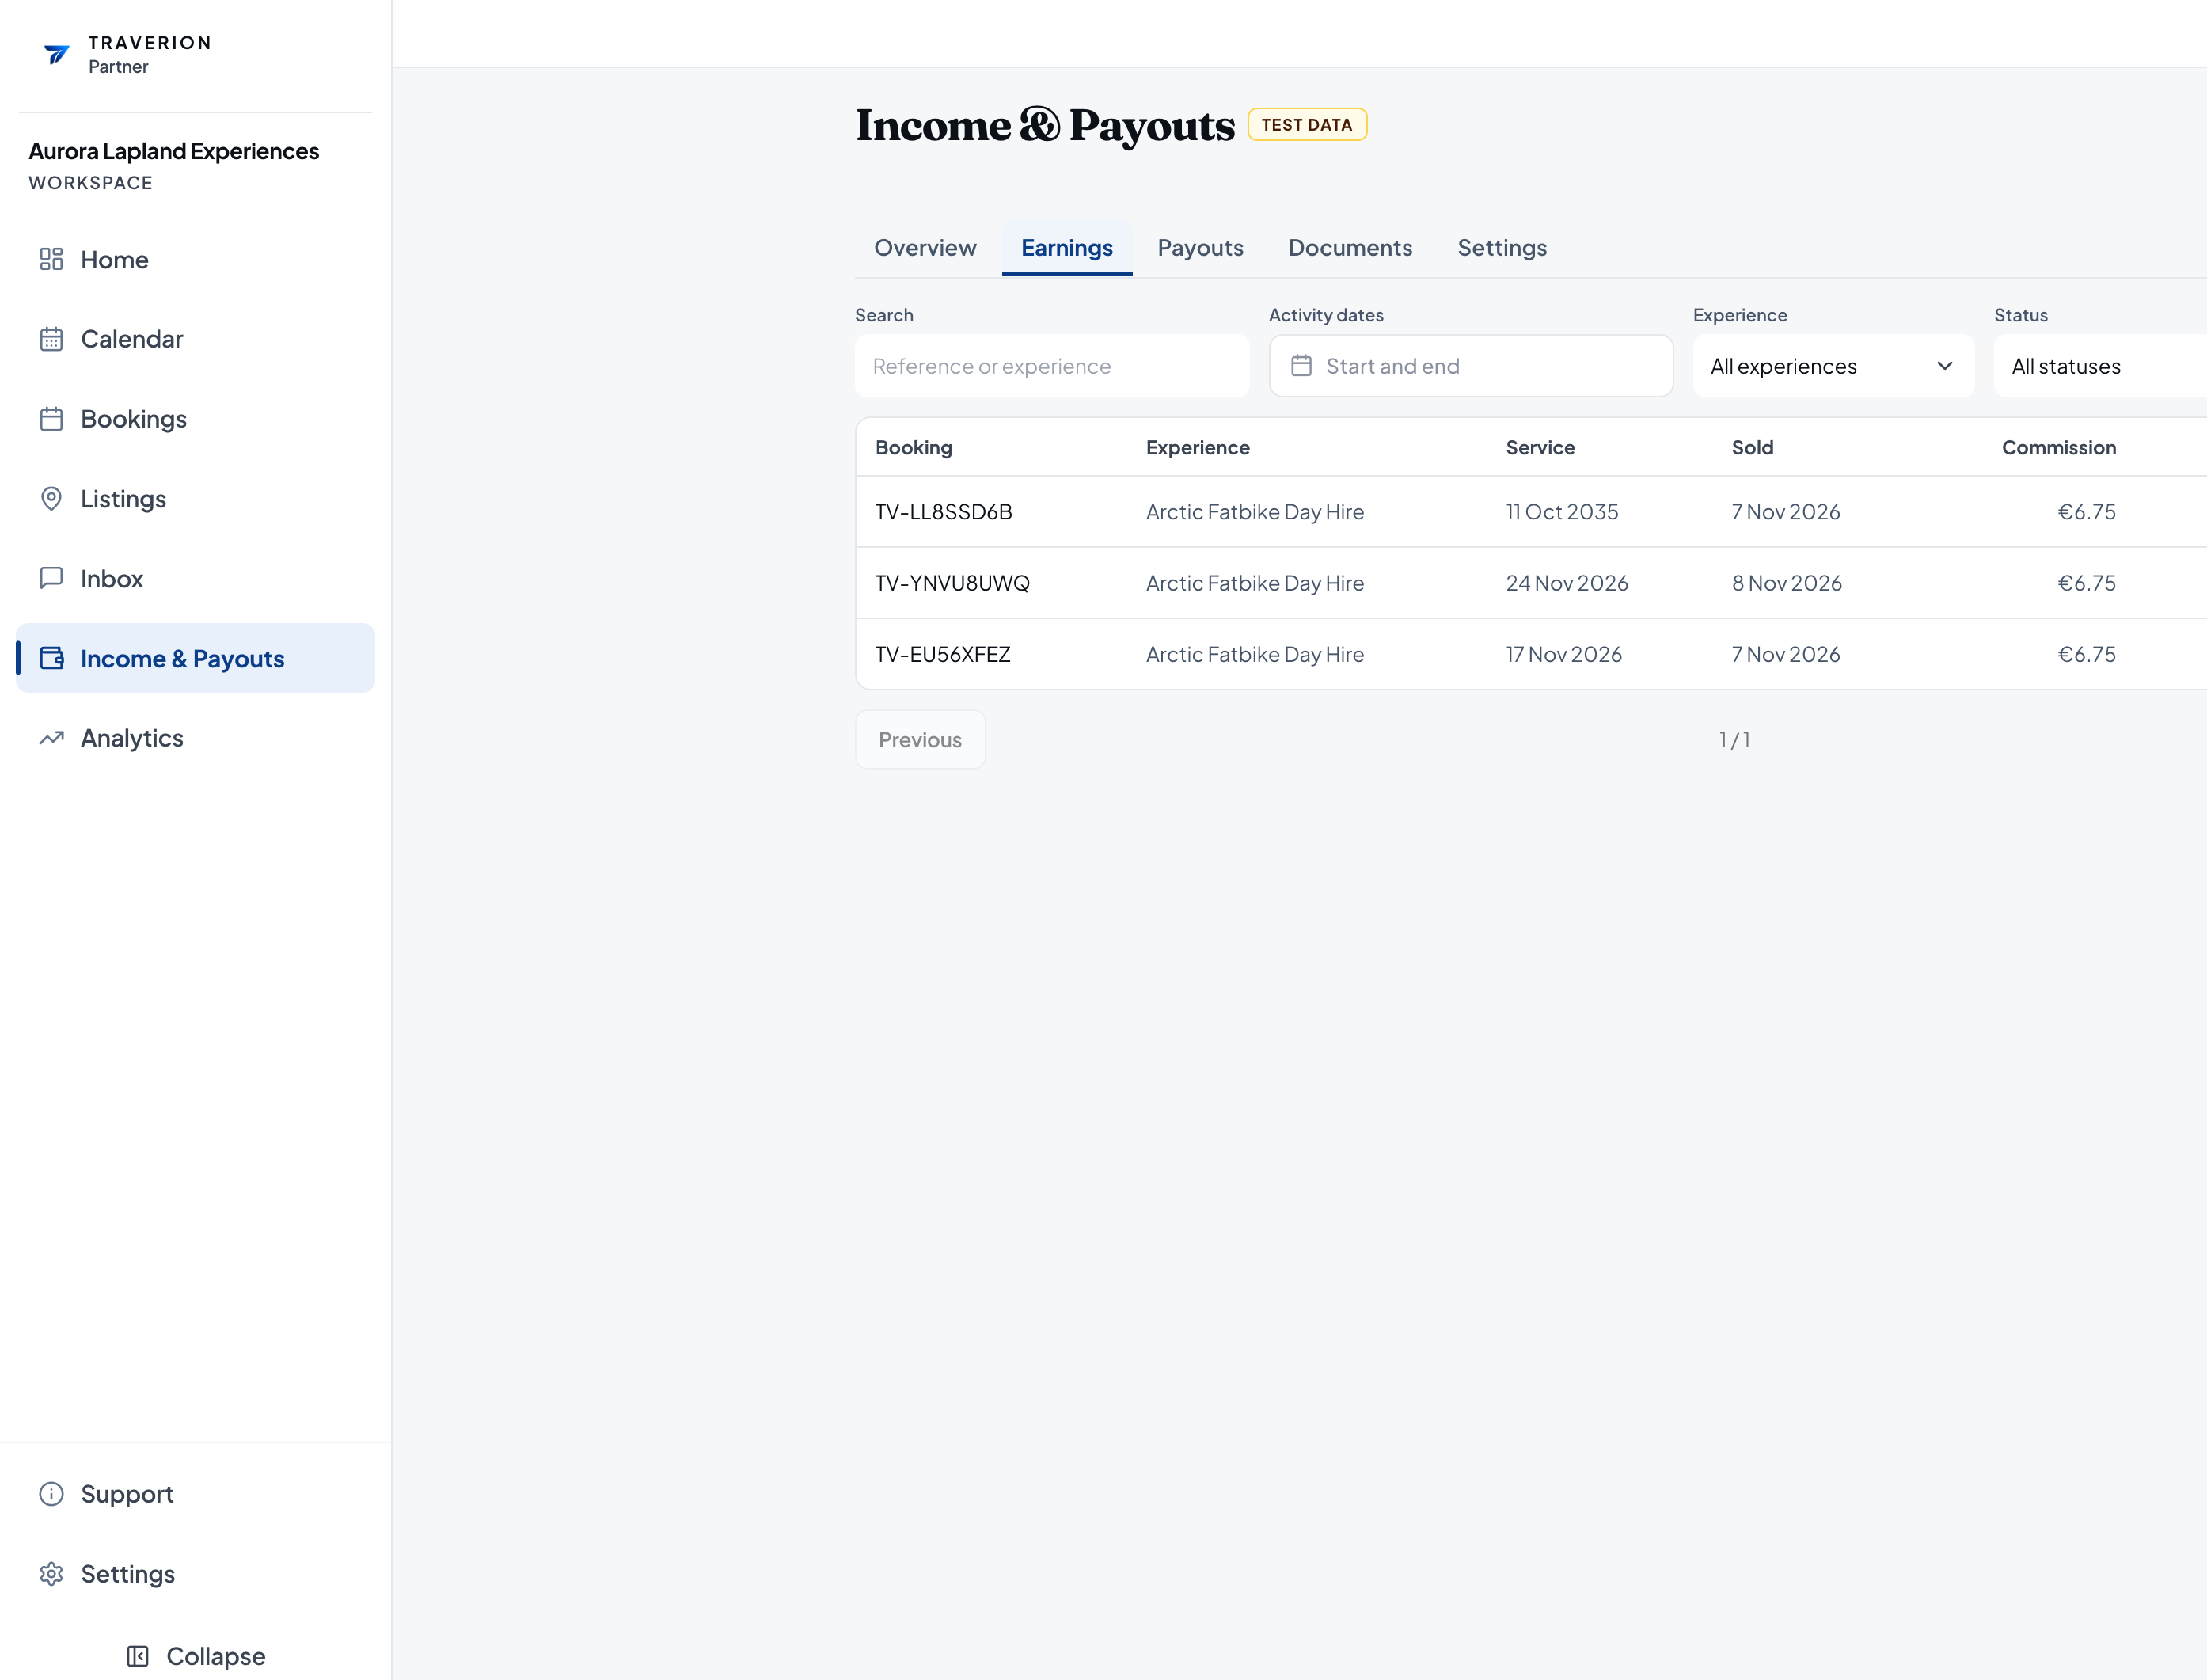 TRAVERION
Partner
Aurora Lapland Experiences
WORKSPACE
Home
Calendar
Bookings
Listings
Inbox
Income & Payouts
Analytics
Support
Settings
Collapse
Income & Payouts TEST DATA
Overview Earnings Payouts Documents Settings
Search Activity dates Experience Status
Reference or experience Start and end All experiences All statuses
Booking Experience Service Sold Commission
TV-LL8SSD6B Arctic Fatbike Day Hire 11 Oct 2035 7 Nov 2026 €6.75
TV-YNVU8UWQ Arctic Fatbike Day Hire 24 Nov 2026 8 Nov 2026 €6.75
TV-EU56XFEZ Arctic Fatbike Day Hire 17 Nov 2026 7 Nov 2026 €6.75
Previous 1 / 1